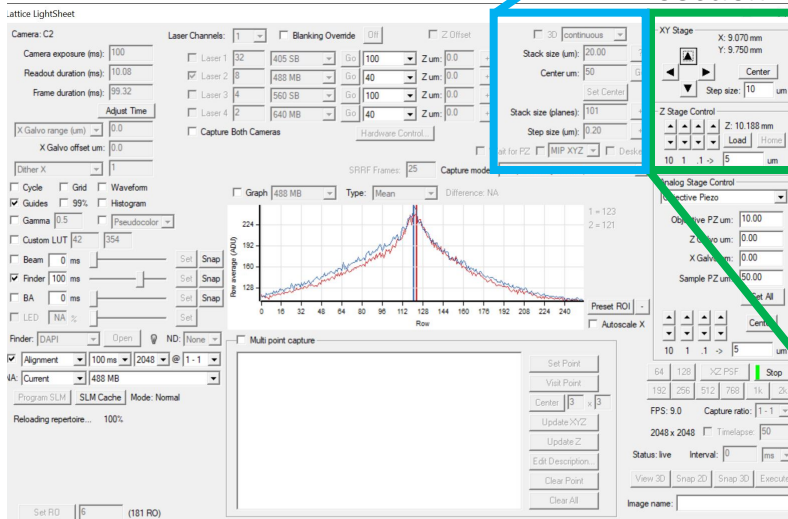 Lattice LightSheet
Camera: C2
Camera exposure (ms): 100
Readout duration (ms): 10.08
Frame duration (ms): 99.32
Adjust Time
X Galvo range (um) 0.0
X Galvo offset um: 0.0
Dither X 1
Cycle Grid Waveform
Guides 99% Histogram
Gamma 0.5 Pseudocolor
Custom LUT 42 354
Beam 0 ms Set Snap
Finder 100 ms Set Snap
BA 0 ms Set Snap
LED NA % Set
Finder: DAPI Open ND: None
Alignment 100 ms 2048 @ 1 - 1
NA: Current 488 MB
Program SLM SLM Cache Mode: Normal
Reloading repertoire... 100%
Set RO 6 (181 RO)
Laser Channels: 1 Blanking Override Off Z Offset
Laser 1 32 405 SB Go 100 Z um: 0.0
Laser 2 8 488 MB Go 40 Z um: 0.0
Laser 3 4 560 SB Go 100 Z um: 0.0
Laser 4 2 640 MB Go 40 Z um: 0.0
Capture Both Cameras Hardware Control...
SRRF Frames: 25 Capture mode:
Graph 488 MB Type: Mean Difference: NA
1 = 123
2 = 121
Row average (ADU)
224
192
160
128
0 16 32 48 64 80 96 112 128 144 160 176 192 208 224 240
Row
Preset ROI -
Autoscale X
Multi point capture
Set Point
Visit Point
Center 3 x 3
Update XYZ
Update Z
Edit Description...
Clear Point
Clear All
3D continuous
Stack size (um): 20.00
Center um: 50
Set Center
Stack size (planes): 101
Step size (um): 0.20
for PZ MIP XYZ
XY Stage
X: 9.070 mm
Y: 9.750 mm
Center
Step size: 10 um
Z Stage Control
Z: 10.188 mm
Load Home
10 1 .1 -> 5 um
Analog Stage Control
Piezo
PZ um: 10.00
0.00
X um: 0.00
Sample PZ 50.00
Set All
10 1 .1 -> 5 um
64 128 XZ PSF Stop
192 256 512 768 1k 2k
FPS: 9.0 Capture ratio: 1 - 1
2048 x 2048 Timelapse: 50
Status: live Interval: 0 ms
View 3D Snap 2D Snap 3D Execute
Image name: